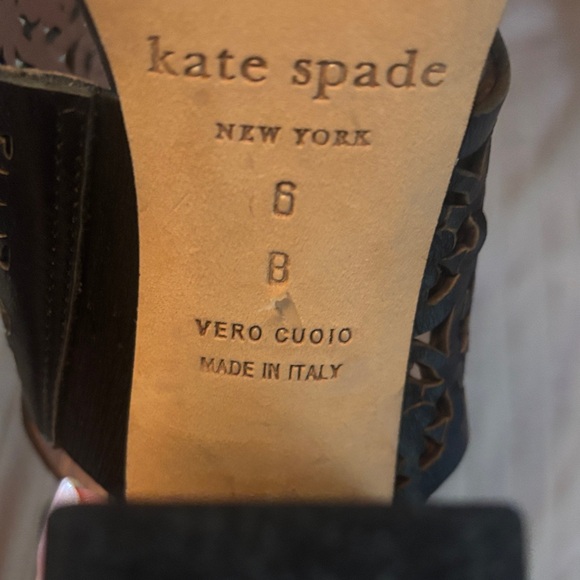 kate spade
NEW YORK
6
B
VERO CUOIO
MADE IN ITALY